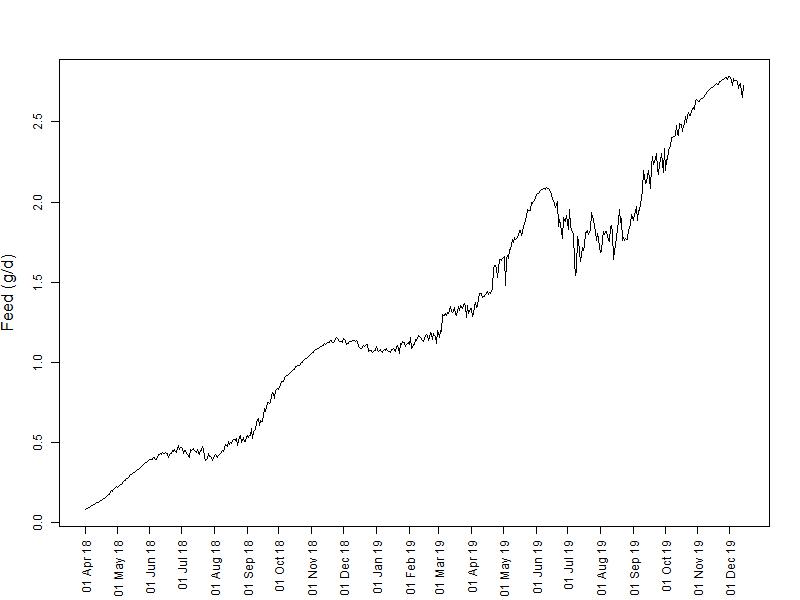 Feed (g/d)
2.5
2.0
1.5
1.0
0.5
0.0
01 Apr 18
01 May 18
01 Jun 18
01 Jul 18
01 Aug 18
01 Sep 18
01 Oct 18
01 Nov 18
01 Dec 18
01 Jan 19
01 Feb 19
01 Mar 19
01 Apr 19
01 May 19
01 Jun 19
01 Jul 19
01 Aug 19
01 Sep 19
01 Oct 19
01 Nov 19
01 Dec 19